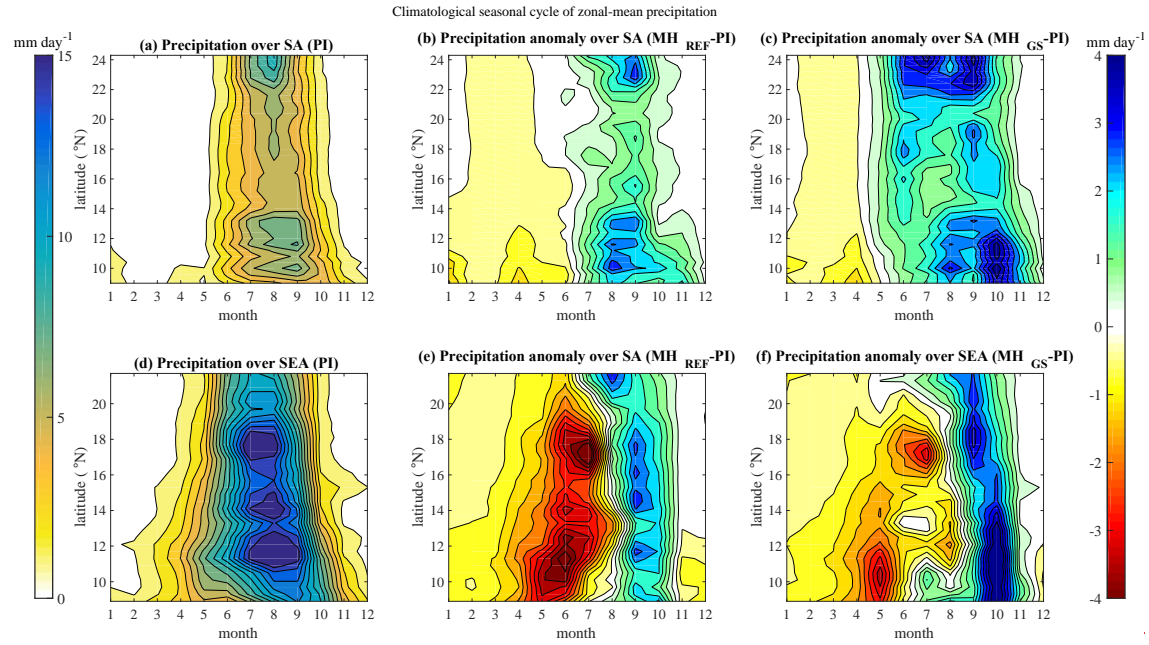 Climatological seasonal cycle of zonal-mean precipitation
mm day-1
(a) Precipitation over SA (PI)
(b) Precipitation anomaly over SA (MH REF-PI)
(c) Precipitation anomaly over SA (MH GS-PI)
mm day-1
15
10
5
0
latitude ( °N)
24
22
20
18
16
14
12
10
1 2 3 4 5 6 7 8 9 10 11 12
month
latitude ( °N)
24
22
20
18
16
14
12
10
1 2 3 4 5 6 7 8 9 10 11 12
month
latitude ( °N)
24
22
20
18
16
14
12
10
1 2 3 4 5 6 7 8 9 10 11 12
month
4
3
2
1
0
-1
-2
-3
-4
(d) Precipitation over SEA (PI)
(e) Precipitation anomaly over SA (MH REF-PI)
(f) Precipitation anomaly over SEA (MH GS-PI)
latitude ( °N)
20
18
16
14
12
10
1 2 3 4 5 6 7 8 9 10 11 12
month
latitude ( °N)
20
18
16
14
12
10
1 2 3 4 5 6 7 8 9 10 11 12
month
latitude ( °N)
20
18
16
14
12
10
1 2 3 4 5 6 7 8 9 10 11 12
month